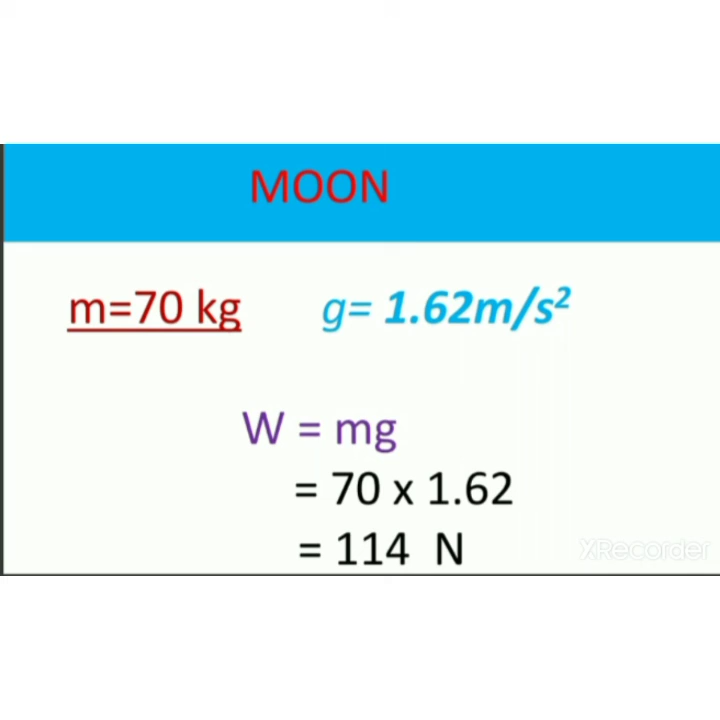 MOON
m=70 kg g= 1.62m/s²
W = mg
= 70 x 1.62
= 114 N
XRecorder